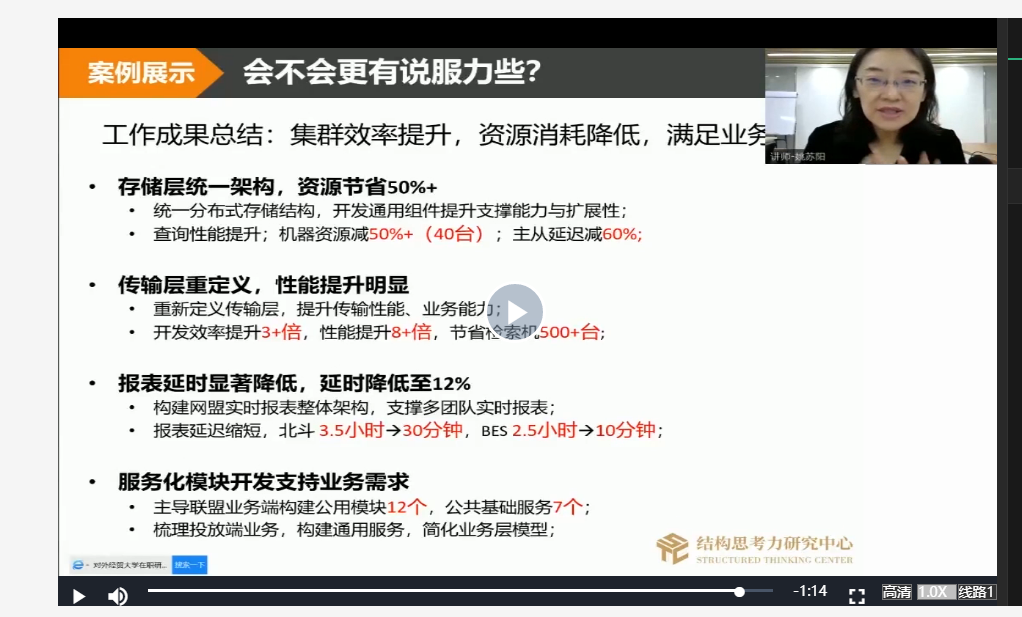 案例展示
会不会更有说服力些？
工作成果总结：集群效率提升，资源消耗降低，满足业务
讲师-姚苏阳
• 存储层统一架构，资源节省50%+
• 统一分布式存储结构，开发通用组件提升支撑能力与扩展性；
• 查询性能提升；机器资源减50%+（40台）；主从延迟减60%;
• 传输层重定义，性能提升明显
• 重新定义传输层，提升传输性能、业务能力；
• 开发效率提升3+倍，性能提升8+倍，节省检索机500+台;
• 报表延时显著降低，延时降低至12%
• 构建网盟实时报表整体架构，支撑多团队实时报表；
• 报表延迟缩短，北斗 3.5小时→30分钟，BES 2.5小时→10分钟；
• 服务化模块开发支持业务需求
• 主导联盟业务端构建公用模块12个，公共基础服务7个；
• 梳理投放端业务，构建通用服务，简化业务层模型；
结构思考力研究中心
STRUCTURED THINKING CENTER
- 对外经贸大学在职研... 搜索一下
-1:14 高清 1.0X 线路1